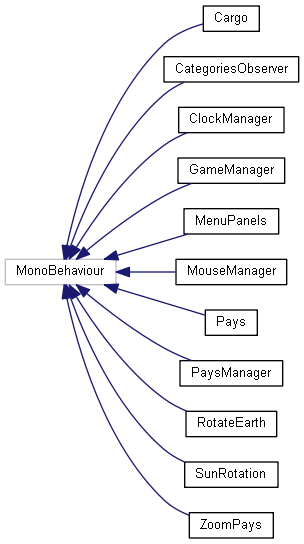 Cargo
CategoriesObserver
ClockManager
GameManager
MenuPanels
MonoBehaviour
MouseManager
Pays
PaysManager
RotateEarth
SunRotation
ZoomPays